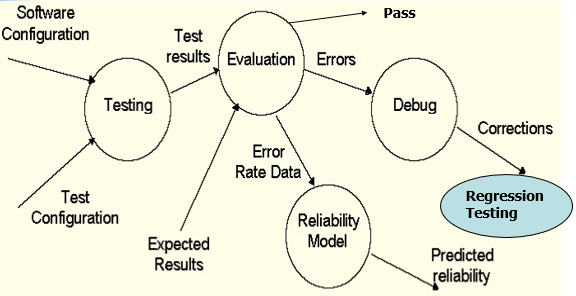 Software
Configuration
Pass
Test
results
Evaluation
Errors
Testing
Debug
Corrections
Error
Rate Data
Test
Configuration
Regression
Testing
Reliability
Model
Expected
Results
Predicted
reliability